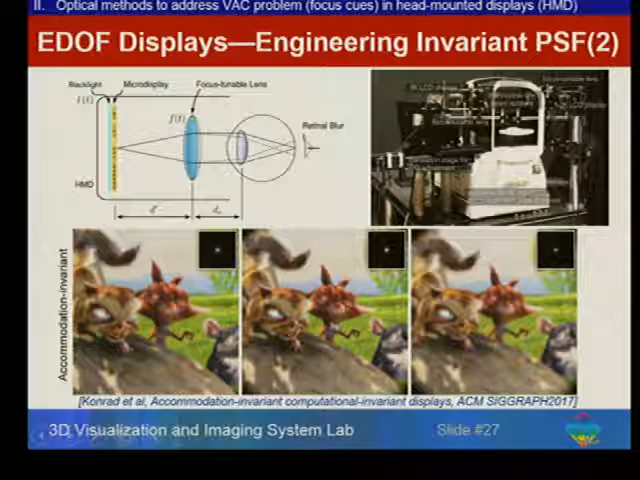 II. Optical methods to address VAC problem (focus cues) in head-mounted displays (HMD)
EDOF Displays—Engineering Invariant PSF(2)
Backlight Microdisplay Focus-tunable Lens
f(t)
Retinal Blur
HMD
d'
Accommodation-invariant
[Konrad et al, Accommodation-invariant computational-invariant displays, ACM SIGGRAPH2017]
3D Visualization and Imaging System Lab
Slide #27